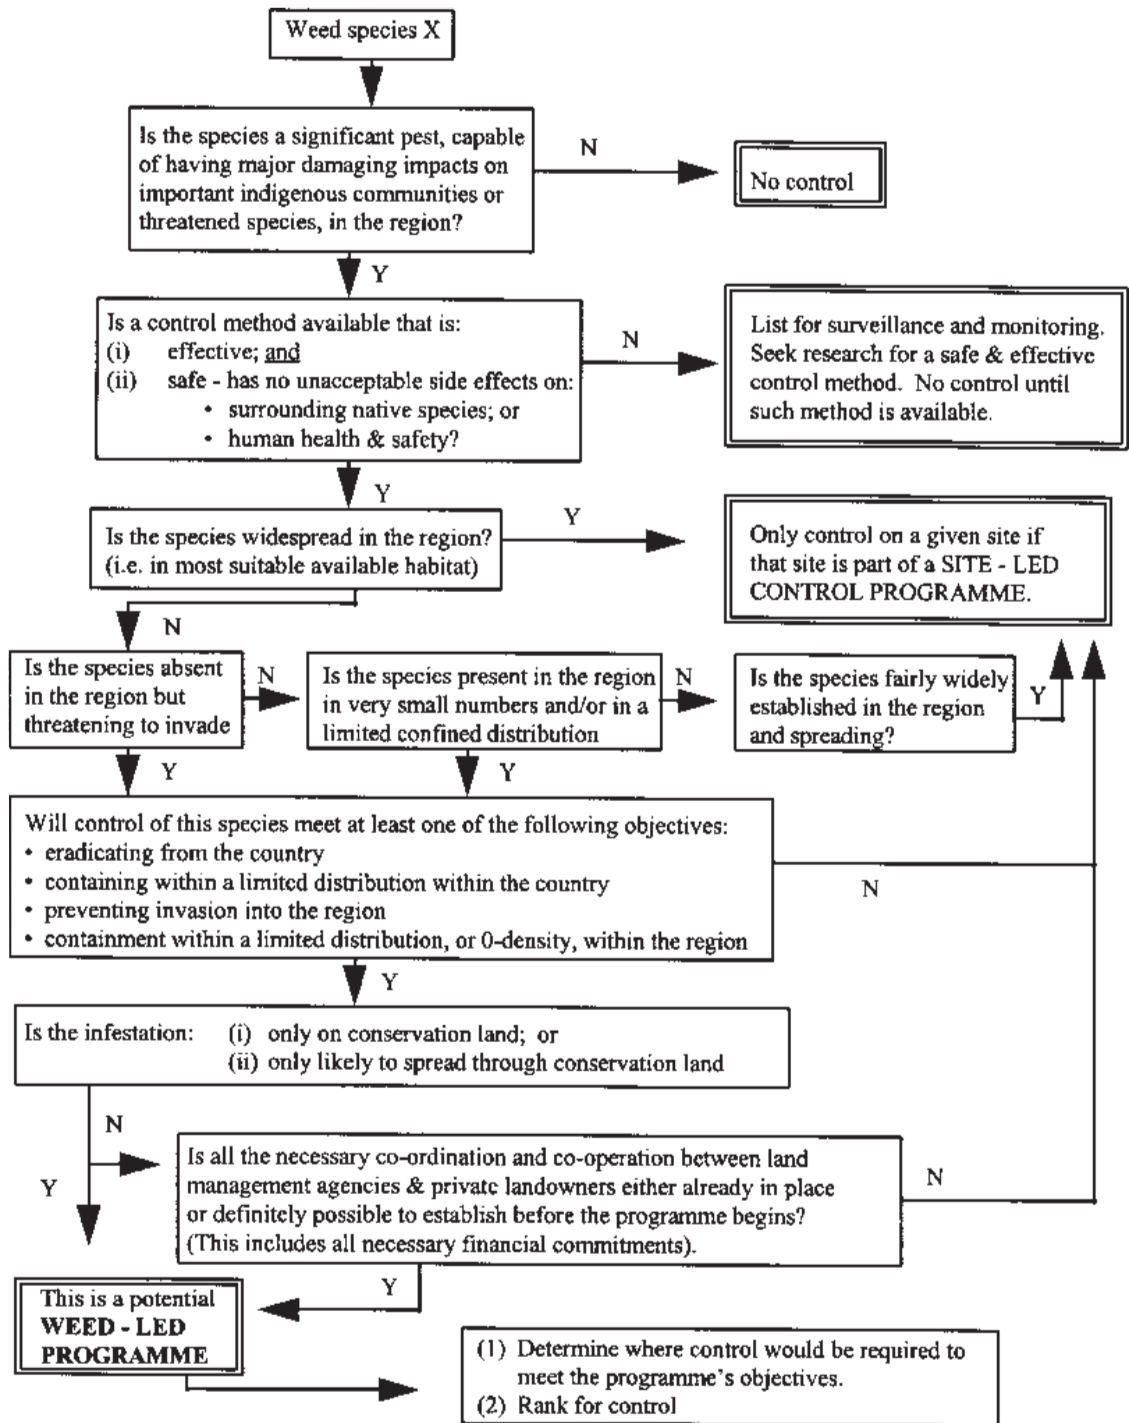 Weed species X
Is the species a significant pest, capable
of having major damaging impacts on
important indigenous communities or
threatened species, in the region?
N
No control
Y
Is a control method available that is:
(i) effective; and
(ii) safe - has no unacceptable side effects on:
• surrounding native species; or
• human health & safety?
N
List for surveillance and monitoring.
Seek research for a safe & effective
control method. No control until
such method is available.
Y
Is the species widespread in the region?
(i.e. in most suitable available habitat)
Y
Only control on a given site if
that site is part of a SITE - LED
CONTROL PROGRAMME.
N
Is the species absent
in the region but
threatening to invade
N
Is the species present in the region
in very small numbers and/or in a
limited confined distribution
N
Is the species fairly widely
established in the region
and spreading?
Y
Y
Y
Will control of this species meet at least one of the following objectives:
• eradicating from the country
• containing within a limited distribution within the country
• preventing invasion into the region
• containment within a limited distribution, or 0-density, within the region
N
Y
Is the infestation: (i) only on conservation land; or
(ii) only likely to spread through conservation land
N
Y
Is all the necessary co-ordination and co-operation between land
management agencies & private landowners either already in place
or definitely possible to establish before the programme begins?
(This includes all necessary financial commitments).
N
Y
This is a potential
WEED - LED
PROGRAMME
(1) Determine where control would be required to
meet the programme's objectives.
(2) Rank for control